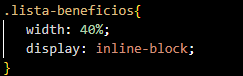 .lista-beneficios{
width: 40%;
display: inline-block;
}